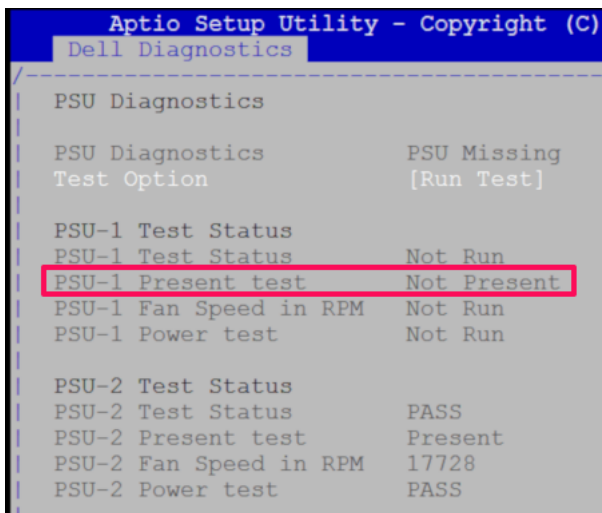 Aptio Setup Utility - Copyright (C)
Dell Diagnostics
/------------------------------------------
PSU Diagnostics
PSU Diagnostics PSU Missing
Test Option [Run Test]
PSU-1 Test Status
PSU-1 Test Status Not Run
PSU-1 Present test Not Present
PSU-1 Fan Speed in RPM Not Run
PSU-1 Power test Not Run
PSU-2 Test Status
PSU-2 Test Status PASS
PSU-2 Present test Present
PSU-2 Fan Speed in RPM 17728
PSU-2 Power test PASS